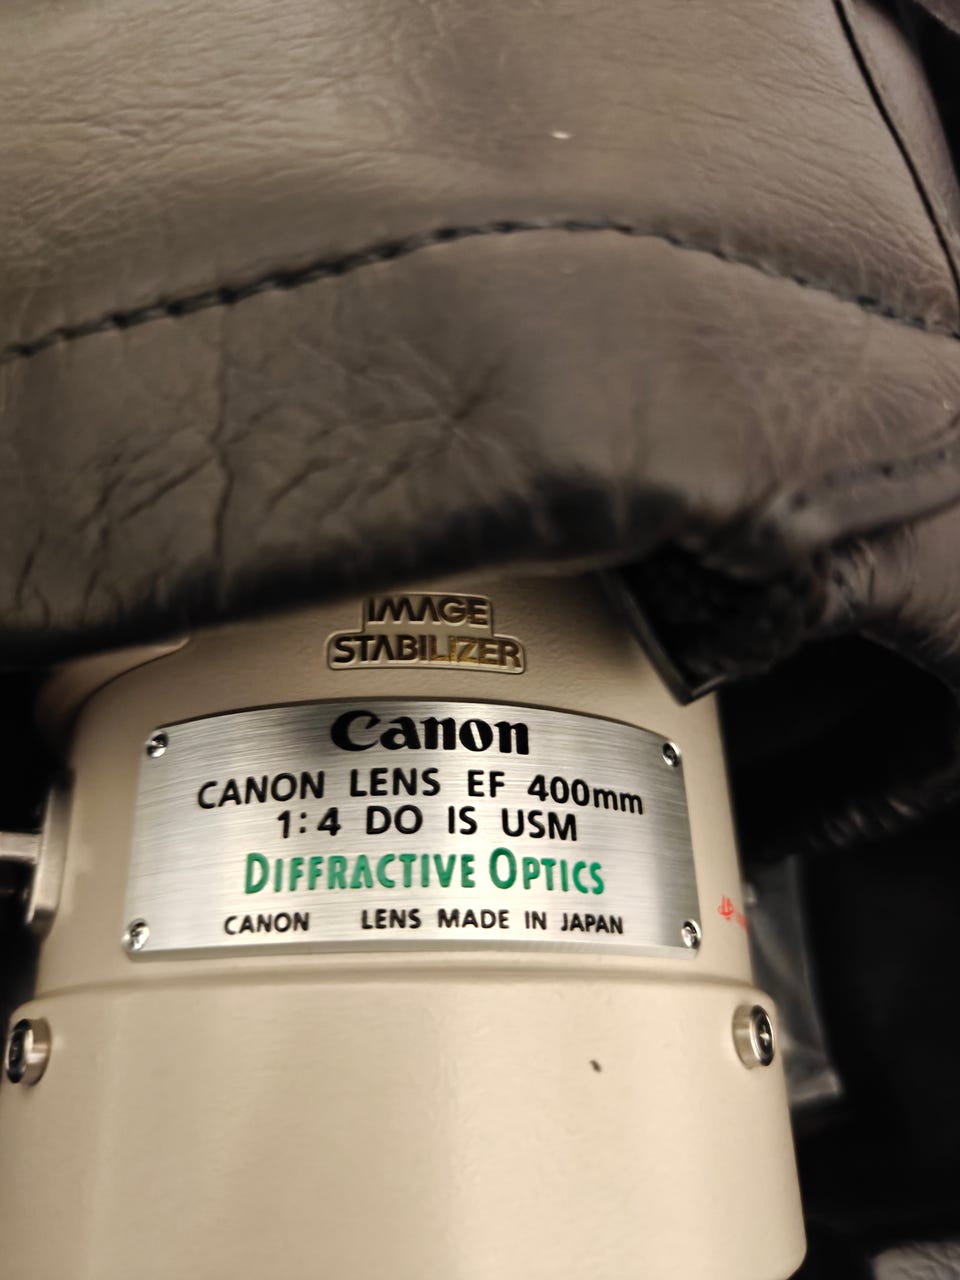 IMAGE
STABILIZER
Canon
CANON LENS EF 400mm
1:4 DO IS USM
DIFFRACTIVE OPTICS
CANON LENS MADE IN JAPAN